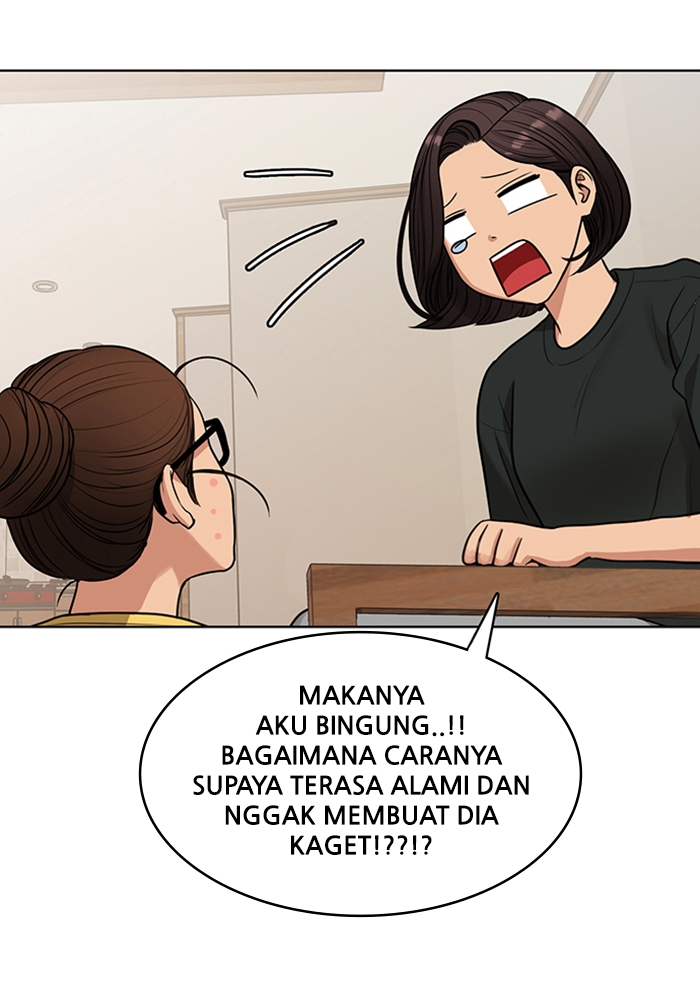 MAKANYA
AKU BINGUNG..!!
BAGAIMANA CARANYA
SUPAYA TERASA ALAMI DAN
NGGAK MEMBUAT DIA
KAGET!??!?